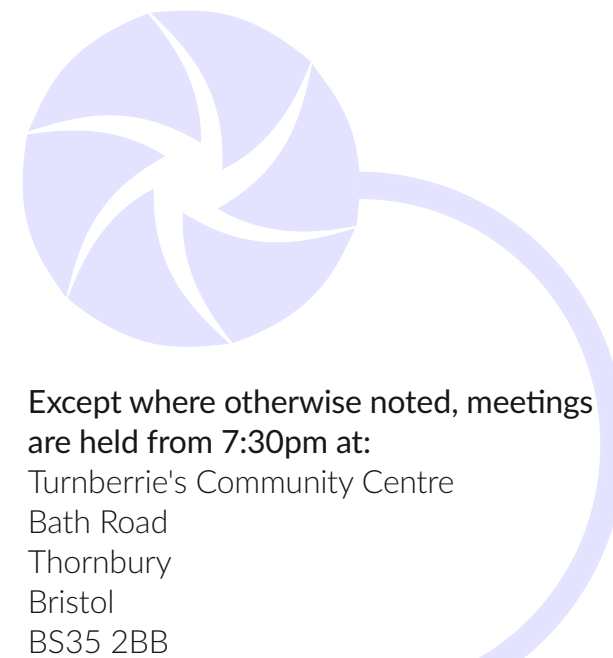 Except where otherwise noted, meetings
are held from 7:30pm at:
Turnberrie's Community Centre
Bath Road
Thornbury
Bristol
BS35 2BB